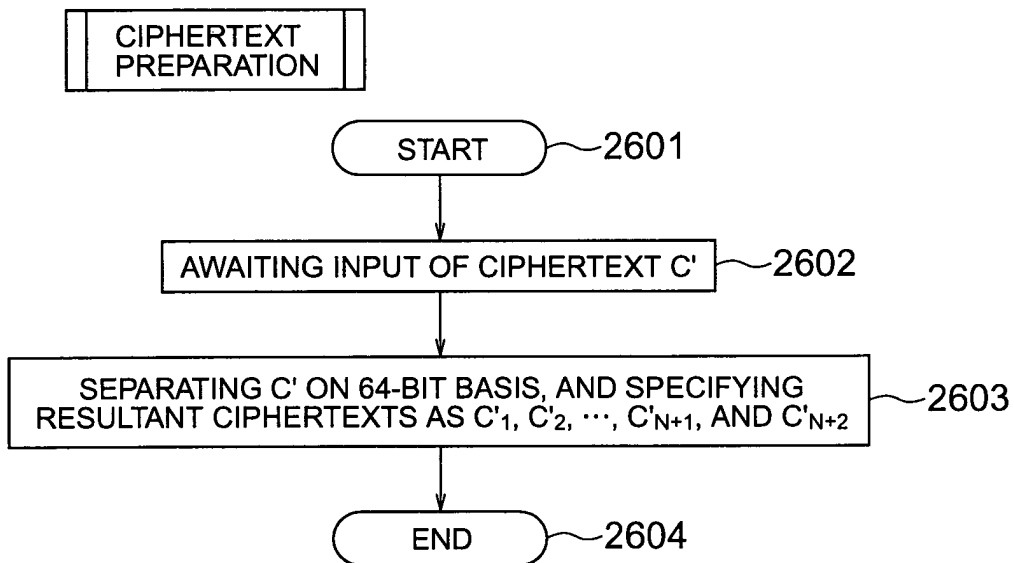 CIPHERTEXT
PREPARATION
START
2601
AWAITING INPUT OF CIPHERTEXT C'
2602
SEPARATING C' ON 64-BIT BASIS, AND SPECIFYING
RESULTANT CIPHERTEXTS AS C'1, C'2, ···, C'N+1, AND C'N+2
2603
END
2604